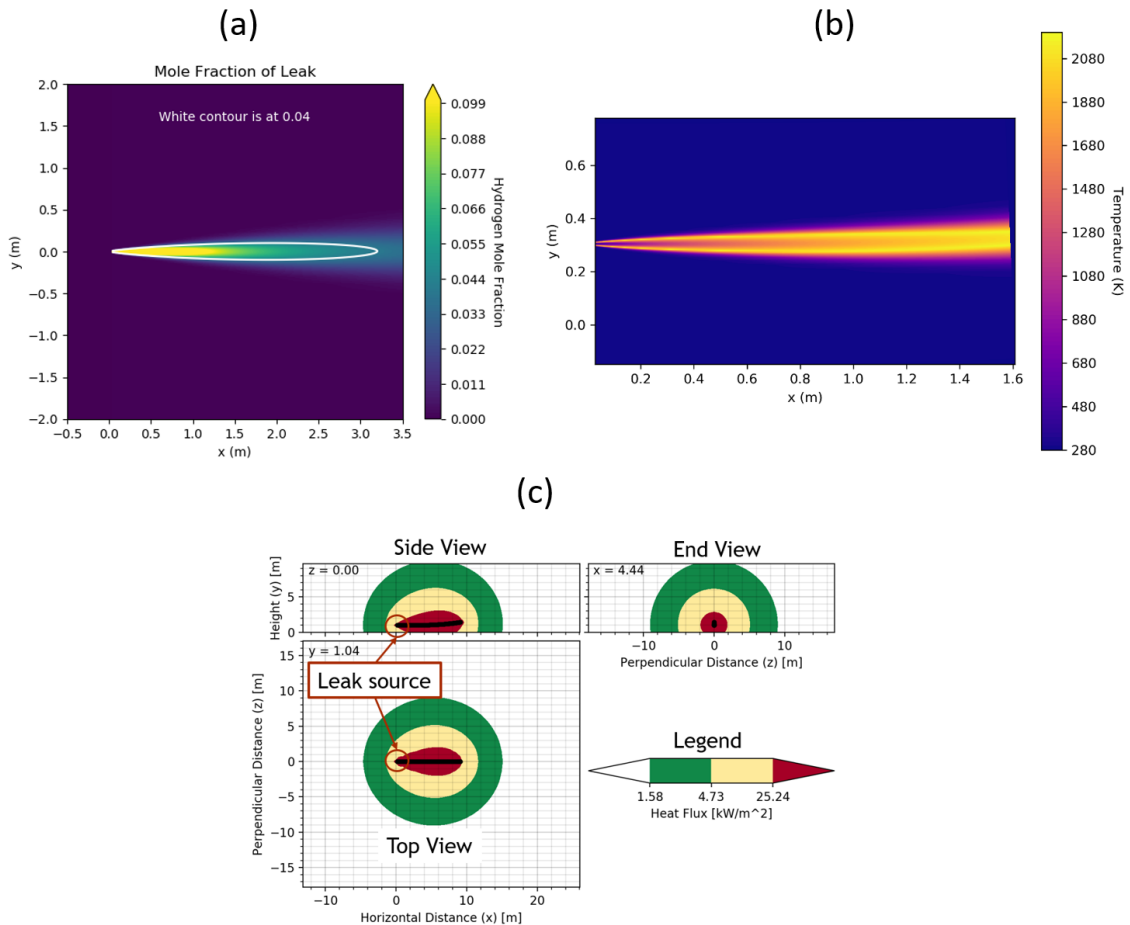 (a)
Mole Fraction of Leak
White contour is at 0.04
2.0
1.5
1.0
0.5
0.0
−0.5
−1.0
−1.5
−2.0
y (m)
−0.5 0.0 0.5 1.0 1.5 2.0 2.5 3.0 3.5
x (m)
0.099
0.088
0.077
0.066
0.055
0.044
0.033
0.022
0.011
0.000
Hydrogen Mole Fraction
(b)
0.6
0.4
0.2
0.0
y (m)
0.2 0.4 0.6 0.8 1.0 1.2 1.4 1.6
x (m)
2080
1880
1680
1480
1280
1080
880
680
480
280
Temperature (K)
(c)
Side View
z = 0.00
Height (y) [m]
5
0
End View
x = 4.44
−10 0 10
Perpendicular Distance (z) [m]
y = 1.04
Leak source
15
10
5
0
−5
−10
−15
Perpendicular Distance (z) [m]
Top View
−10 0 10 20
Horizontal Distance (x) [m]
Legend
1.58 4.73 25.24
Heat Flux [kW/m^2]